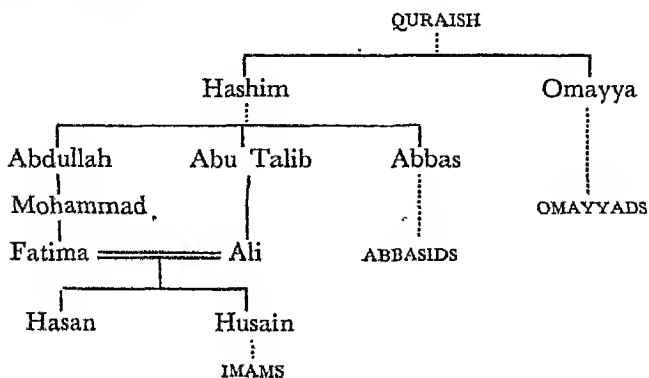 QURAISH
Hashim Omayya
Abdullah Abu Talib Abbas
Mohammad OMAYYADS
Fatima Ali ABBASIDS
Hasan Husain
IMAMS